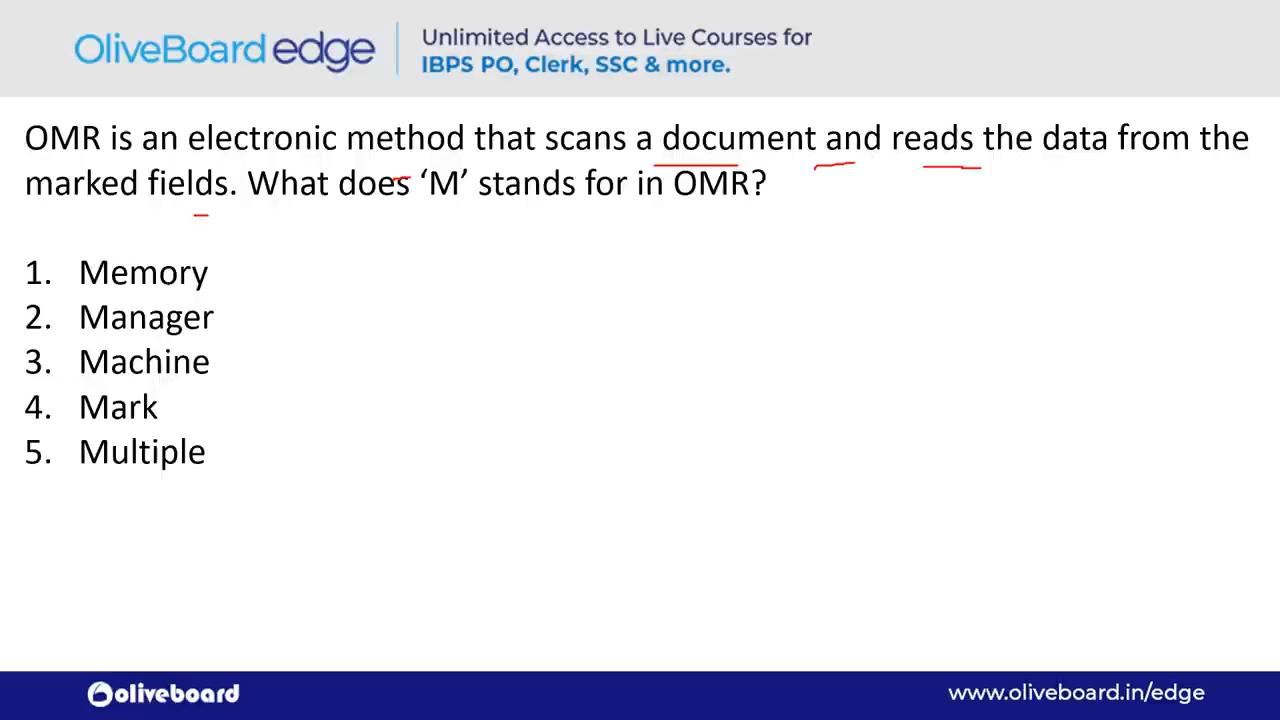 OliveBoard edge
Unlimited Access to Live Courses for
IBPS PO, Clerk, SSC & more.
OMR is an electronic method that scans a document and reads the data from the
marked fields. What does ‘M’ stands for in OMR?
1. Memory
2. Manager
3. Machine
4. Mark
5. Multiple
oliveboard
www.oliveboard.in/edge